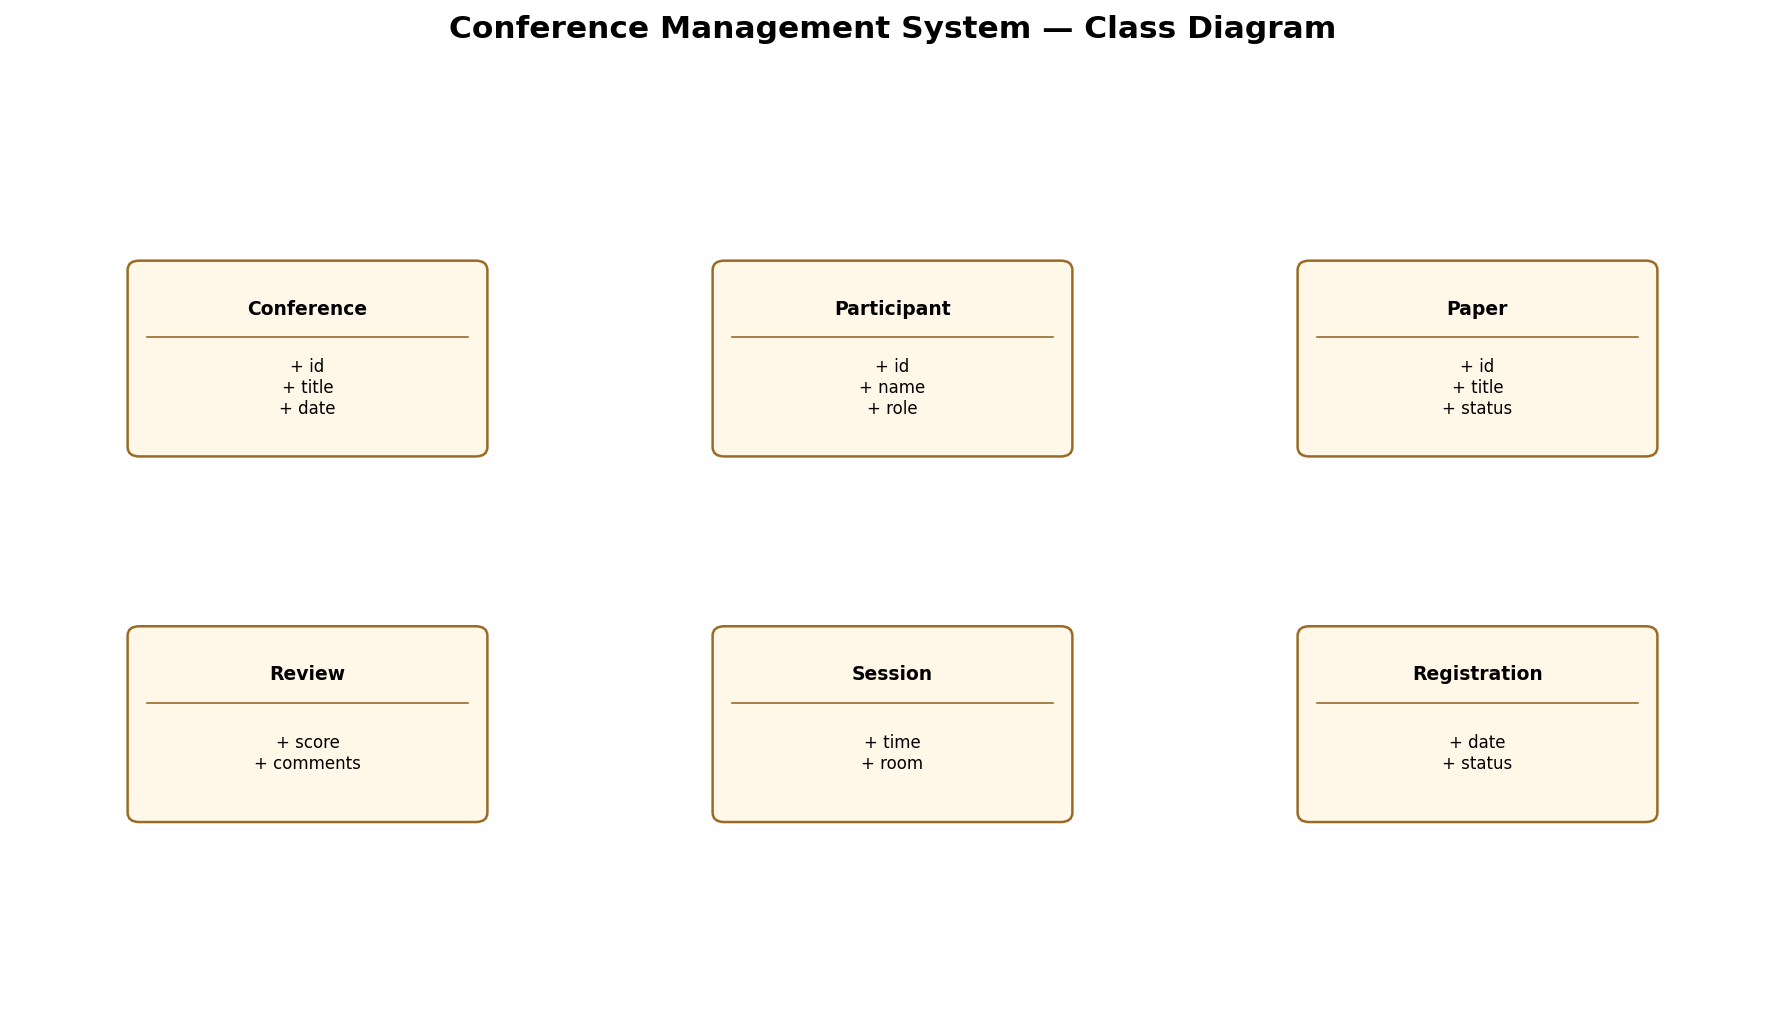 Conference Management System — Class Diagram
Conference
+ id
+ title
+ date
Participant
+ id
+ name
+ role
Paper
+ id
+ title
+ status
Review
+ score
+ comments
Session
+ time
+ room
Registration
+ date
+ status